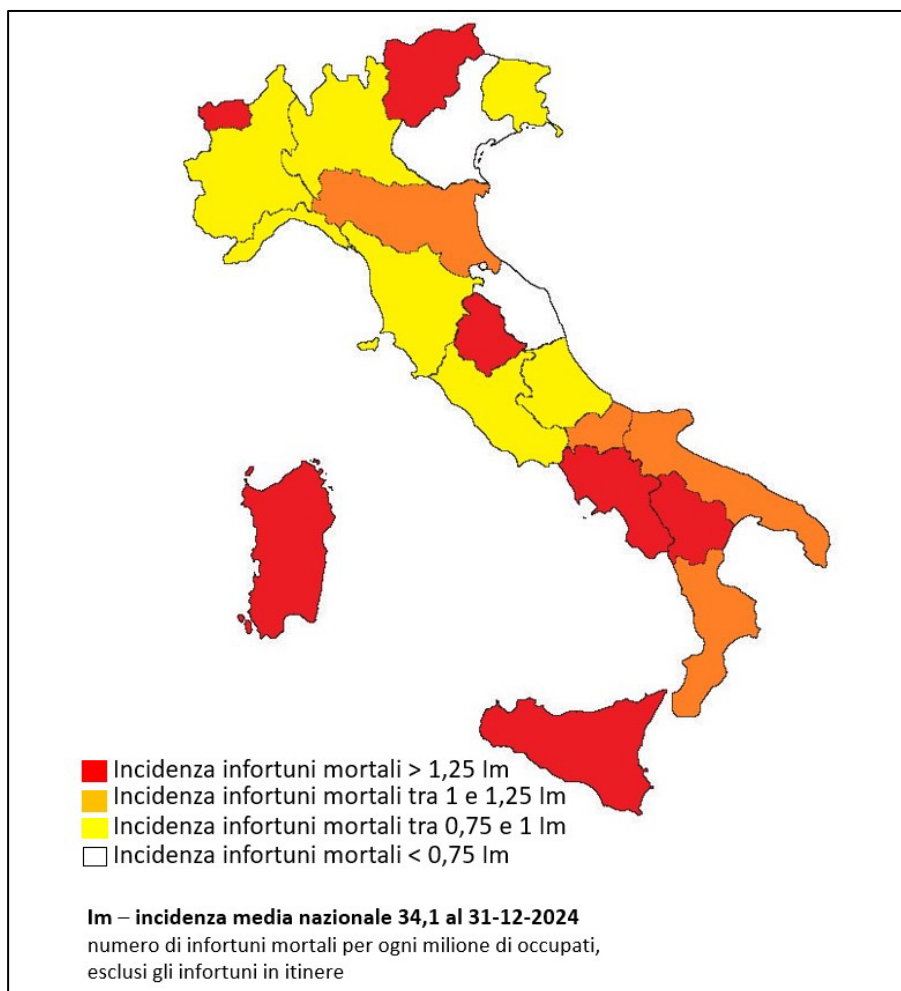 Incidenza infortuni mortali > 1,25 Im
Incidenza infortuni mortali tra 1 e 1,25 Im
Incidenza infortuni mortali tra 0,75 e 1 Im
Incidenza infortuni mortali < 0,75 Im
Im – incidenza media nazionale 34,1 al 31-12-2024
numero di infortuni mortali per ogni milione di occupati,
esclusi gli infortuni in itinere